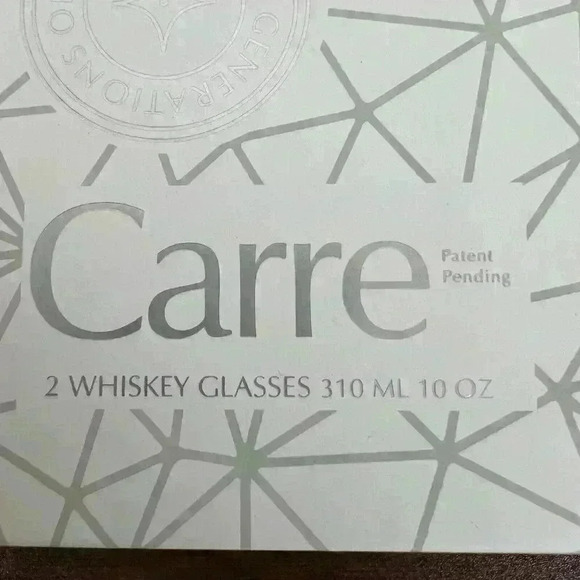 GENERATIONS O
Carre
Patent
Pending
2 WHISKEY GLASSES 310 ML 10 OZ